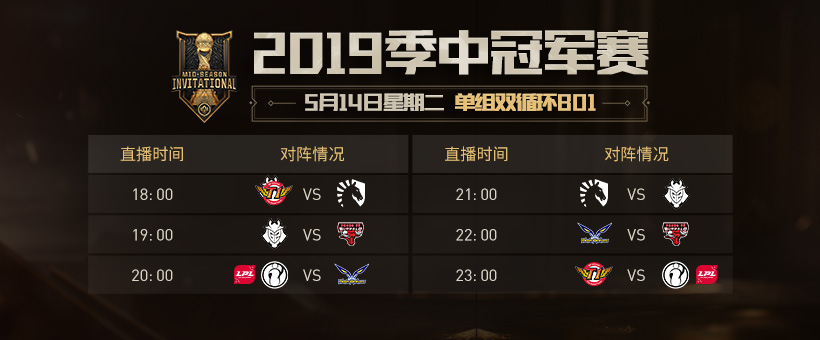 MID-SEASON
INVITATIONAL
2019季中冠军赛
5月14日星期二 单组双循环BO1
直播时间 对阵情况 直播时间 对阵情况
18:00 VS 21:00 VS
19:00 VS 22:00 VS
20:00 LPL VS 23:00 VS LPL